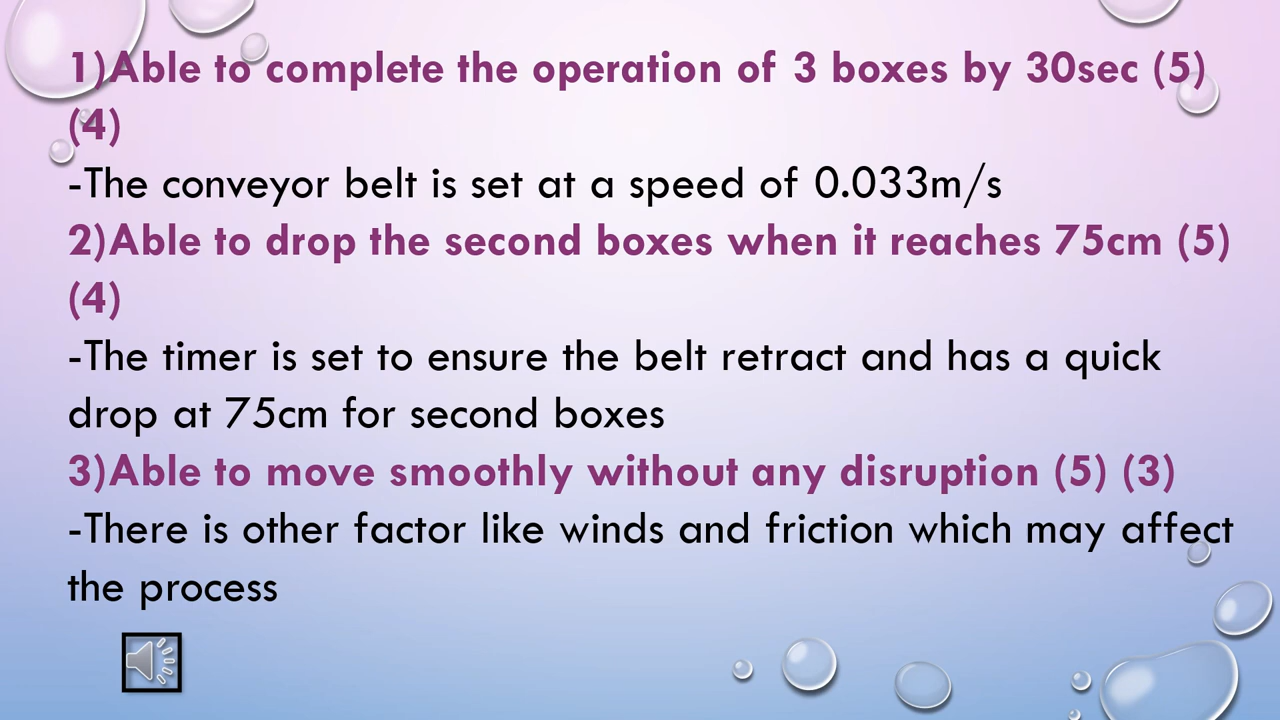 1)Able to complete the operation of 3 boxes by 30sec (5)
(4)
-The conveyor belt is set at a speed of 0.033m/s
2)Able to drop the second boxes when it reaches 75cm (5)
(4)
-The timer is set to ensure the belt retract and has a quick
drop at 75cm for second boxes
3)Able to move smoothly without any disruption (5) (3)
-There is other factor like winds and friction which may affect
the process